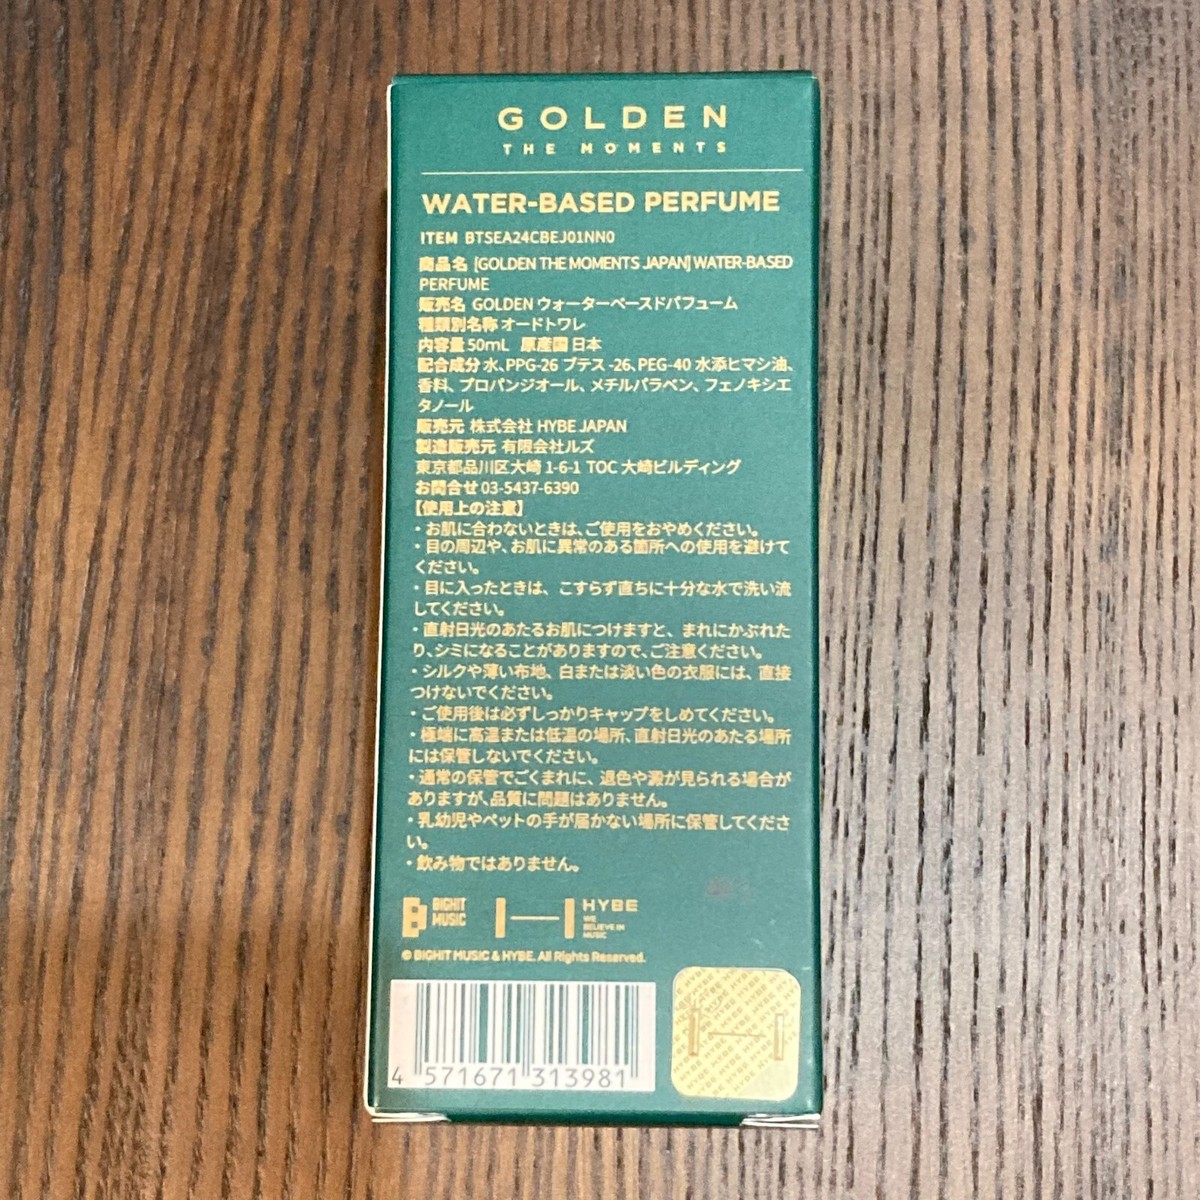 GOLDEN
THE MOMENTS
WATER-BASED PERFUME
ITEM BTSEA24CBEJ01NN0
商品名 [GOLDEN THE MOMENTS JAPAN] WATER-BASED
PERFUME
販売名 GOLDEN ウォーターベースドパフューム
種類別名称 オードトワレ
内容量 50mL 原産国 日本
配合成分 水、PPG-26 ブテス -26、PEG-40 水添ヒマシ油、
香料、プロパンジオール、メチルパラベン、フェノキシエ
タノール
販売元 株式会社 HYBE JAPAN
製造販売元 有限会社ルズ
東京都品川区大崎 1-6-1 TOC 大崎ビルディング
お問合せ 03-5437-6390
【使用上の注意】
・お肌に合わないときは、ご使用をおやめください。
・目の周辺や、お肌に異常のある箇所への使用を避けて
ください。
・目に入ったときは、こすらず直ちに十分な水で洗い流
してください。
・直射日光のあたるお肌につけますと、まれにかぶれた
り、シミになることがありますので、ご注意ください。
・シルクや薄い布地、白または淡い色の衣服には、直接
つけないでください。
・ご使用後は必ずしっかりキャップをしめてください。
・極端に高温または低温の場所、直射日光のあたる場所
には保管しないでください。
・通常の保管でごくまれに、退色や澱が見られる場合が
ありますが、品質に問題はありません。
・乳幼児やペットの手が届かない場所に保管してくださ
い。
・飲み物ではありません。
BIGHIT
MUSIC
HYBE
WE
BELIEVE IN
MUSIC
© BIGHIT MUSIC & HYBE. All Rights Reserved.
4 571671 313981